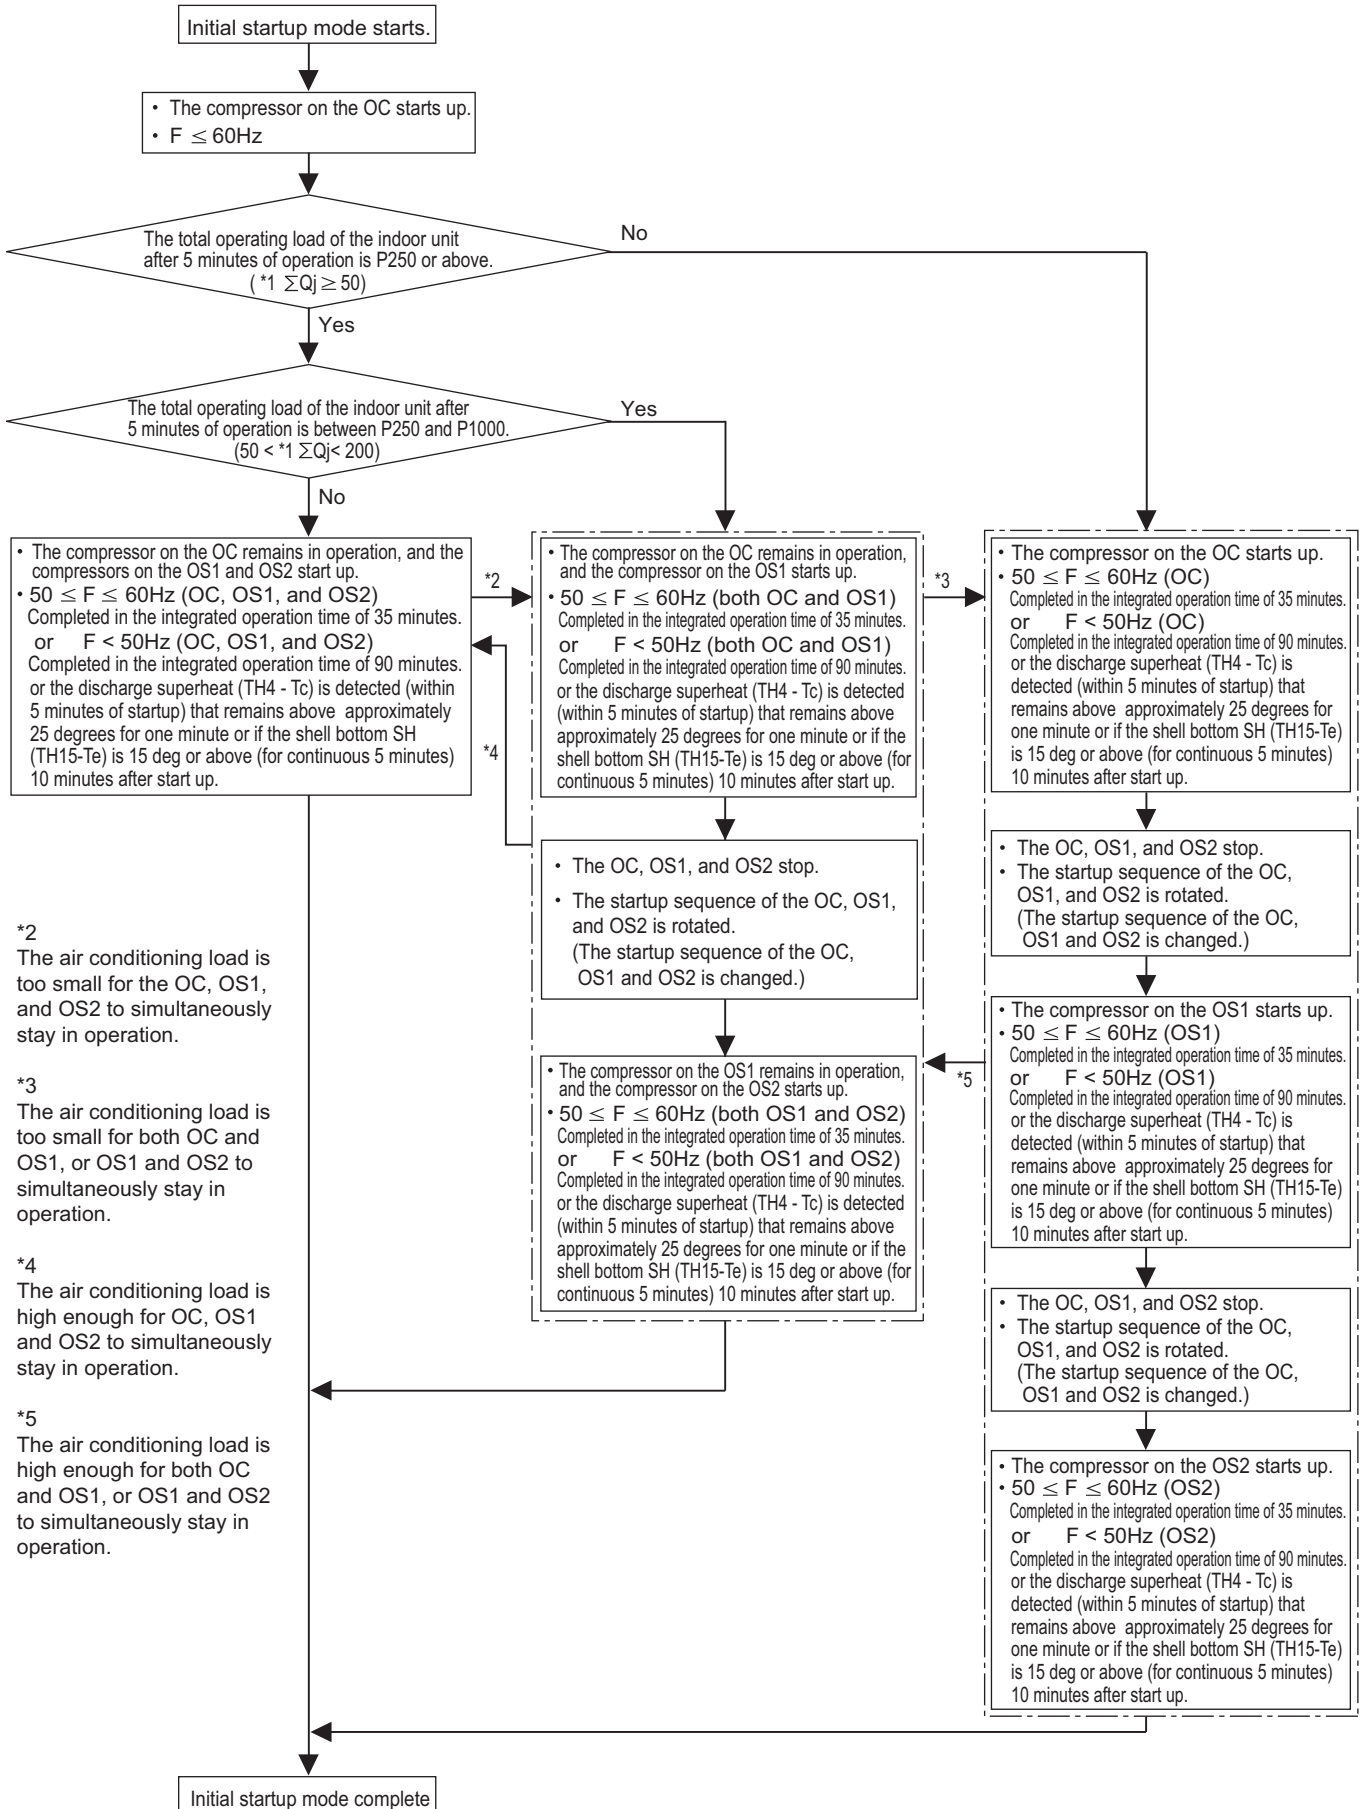 Initial startup mode starts.
• The compressor on the OC starts up.
• F ≤ 60Hz
The total operating load of the indoor unit
after 5 minutes of operation is P250 or above.
( *1 ∑Qj ≥ 50)
No
Yes
The total operating load of the indoor unit after
5 minutes of operation is between P250 and P1000.
(50 < *1 ∑Qj< 200)
Yes
No
• The compressor on the OC remains in operation, and the
compressors on the OS1 and OS2 start up.
• 50 ≤ F ≤ 60Hz (OC, OS1, and OS2)
Completed in the integrated operation time of 35 minutes.
or F < 50Hz (OC, OS1, and OS2)
Completed in the integrated operation time of 90 minutes.
or the discharge superheat (TH4 - Tc) is detected (within
5 minutes of startup) that remains above approximately
25 degrees for one minute or if the shell bottom SH
(TH15-Te) is 15 deg or above (for continuous 5 minutes)
10 minutes after start up.
*2
*4
• The compressor on the OC remains in operation,
and the compressor on the OS1 starts up.
• 50 ≤ F ≤ 60Hz (both OC and OS1)
Completed in the integrated operation time of 35 minutes.
or F < 50Hz (both OC and OS1)
Completed in the integrated operation time of 90 minutes.
or the discharge superheat (TH4 - Tc) is detected
(within 5 minutes of startup) that remains above
approximately 25 degrees for one minute or if the
shell bottom SH (TH15-Te) is 15 deg or above (for
continuous 5 minutes) 10 minutes after start up.
• The OC, OS1, and OS2 stop.
• The startup sequence of the OC, OS1,
and OS2 is rotated.
(The startup sequence of the OC,
OS1 and OS2 is changed.)
• The compressor on the OS1 remains in operation,
and the compressor on the OS2 starts up.
• 50 ≤ F ≤ 60Hz (both OS1 and OS2)
Completed in the integrated operation time of 35 minutes.
or F < 50Hz (both OS1 and OS2)
Completed in the integrated operation time of 90 minutes.
or the discharge superheat (TH4 - Tc) is detected
(within 5 minutes of startup) that remains above
approximately 25 degrees for one minute or if the
shell bottom SH (TH15-Te) is 15 deg or above (for
continuous 5 minutes) 10 minutes after start up.
*3
*5
• The compressor on the OC starts up.
• 50 ≤ F ≤ 60Hz (OC)
Completed in the integrated operation time of 35 minutes.
or F < 50Hz (OC)
Completed in the integrated operation time of 90 minutes.
or the discharge superheat (TH4 - Tc) is
detected (within 5 minutes of startup) that
remains above approximately 25 degrees for
one minute or if the shell bottom SH (TH15-Te)
is 15 deg or above (for continuous 5 minutes)
10 minutes after start up.
• The OC, OS1, and OS2 stop.
• The startup sequence of the OC,
OS1, and OS2 is rotated.
(The startup sequence of the OC,
OS1 and OS2 is changed.)
• The compressor on the OS1 starts up.
• 50 ≤ F ≤ 60Hz (OS1)
Completed in the integrated operation time of 35 minutes.
or F < 50Hz (OS1)
Completed in the integrated operation time of 90 minutes.
or the discharge superheat (TH4 - Tc) is
detected (within 5 minutes of startup) that
remains above approximately 25 degrees for
one minute or if the shell bottom SH (TH15-Te)
is 15 deg or above (for continuous 5 minutes)
10 minutes after start up.
• The OC, OS1, and OS2 stop.
• The startup sequence of the OC,
OS1, and OS2 is rotated.
(The startup sequence of the OC,
OS1 and OS2 is changed.)
• The compressor on the OS2 starts up.
• 50 ≤ F ≤ 60Hz (OS2)
Completed in the integrated operation time of 35 minutes.
or F < 50Hz (OS2)
Completed in the integrated operation time of 90 minutes.
or the discharge superheat (TH4 - Tc) is
detected (within 5 minutes of startup) that
remains above approximately 25 degrees for
one minute or if the shell bottom SH (TH15-Te)
is 15 deg or above (for continuous 5 minutes)
10 minutes after start up.
*2
The air conditioning load is
too small for the OC, OS1,
and OS2 to simultaneously
stay in operation.
*3
The air conditioning load is
too small for both OC and
OS1, or OS1 and OS2 to
simultaneously stay in
operation.
*4
The air conditioning load is
high enough for OC, OS1
and OS2 to simultaneously
stay in operation.
*5
The air conditioning load is
high enough for both OC
and OS1, or OS1 and OS2
to simultaneously stay in
operation.
Initial startup mode complete